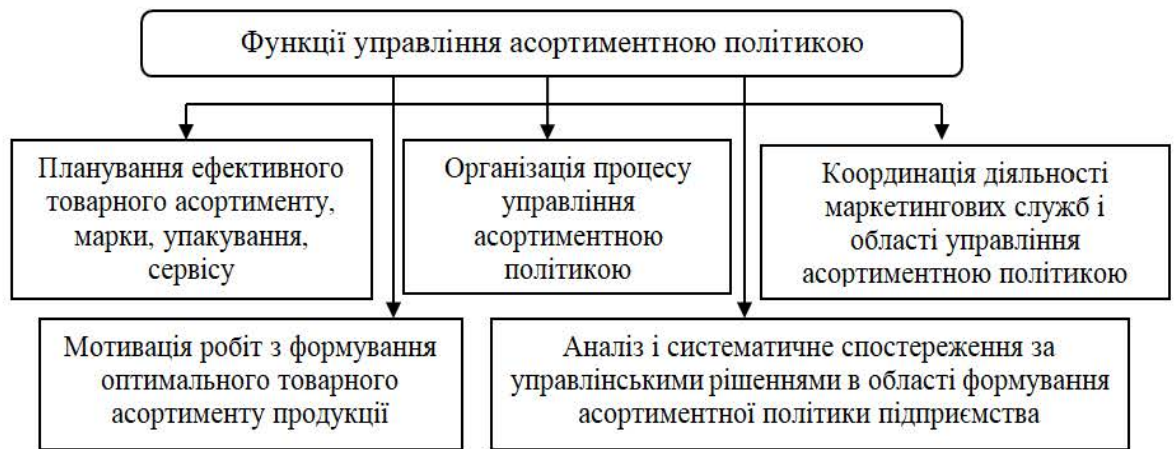 Функції управління асортиментною політикою
Планування ефективного
товарного асортименту,
марки, упакування,
сервісу
Організація процесу
управління
асортиментною
політикою
Координація діяльності
маркетингових служб і
області управління
асортиментною політикою
Мотивація робіт з формування
оптимального товарного
асортименту продукції
Аналіз і систематичне спостереження за
управлінськими рішеннями в області формування
асортиментної політики підприємства